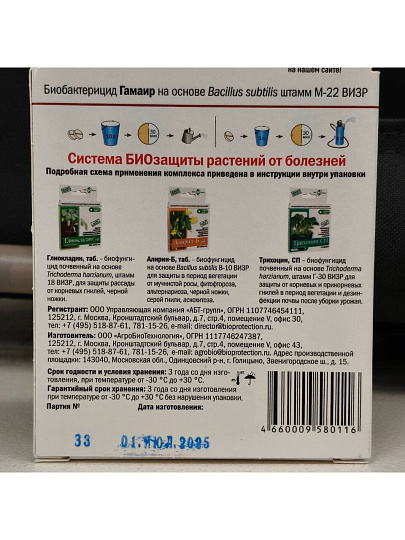 на нашем сайте!
Биобактерицид Гамаир на основе Bacillus subtilis штамм М-22 ВИЗР
Система БИОзащиты растений от болезней
Подробная схема применения комплекса приведена в инструкции внутри упаковки
Глиокладин, таб. - биофунги-
цид почвенный на основе
Trichoderma harzianum, штамм
18 ВИЗР, для защиты рассады
от корневых гнилей, черной
ножки.
Алирин-Б, таб. - биофунгицид
на основе Bacillus subtilis В-10 ВИЗР
для защиты в период вегетации
от мучнистой росы, фитофтороза,
альтернариоза, черной ножки,
серой гнили, аскохитоза.
Трихоцин, СП – биофунгицид
почвенный на основе Trichoderma
harzianum, штамм Г-30 ВИЗР для
защиты от корневых и прикорневых
гнилей в период вегетации и дезин-
фекции почвы после уборки урожая.
Регистрант: ООО Управляющая компания «АБТ-групп», ОГРН 1107746454111,
125212, г. Москва, Кронштадтский бульвар, д.7, стр.4, помещение V, офис 30,
тел: +7 (495) 518-87-61, 781-15-26, e-mail: director@bioprotection.ru
Изготовитель: ООО «АгроБиоТехнология», ОГРН 1117746247387,
125212, г. Москва, Кронштадтский бульвар, д.7, стр.4, помещение V, офис 43,
тел: +7 (495) 518-87-61, 781-15-26, e-mail: agrobio@bioprotection.ru Адрес производственной
площадки: 143040, Московская обл., Одинцовский р-н, г. Голицыно, Звенигородское ш., д. 15.
Срок годности и условия хранения: 3 года со дня изго-
товления, при температуре от -30 °С до +30 °С.
Гарантийный срок хранения: 3 года со дня изготовления
при температуре от -30 °С до +30 °С без нарушения упаковки.
Партия № Дата изготовления:
33 01.ИЮЛ.2025
4 660009 580116